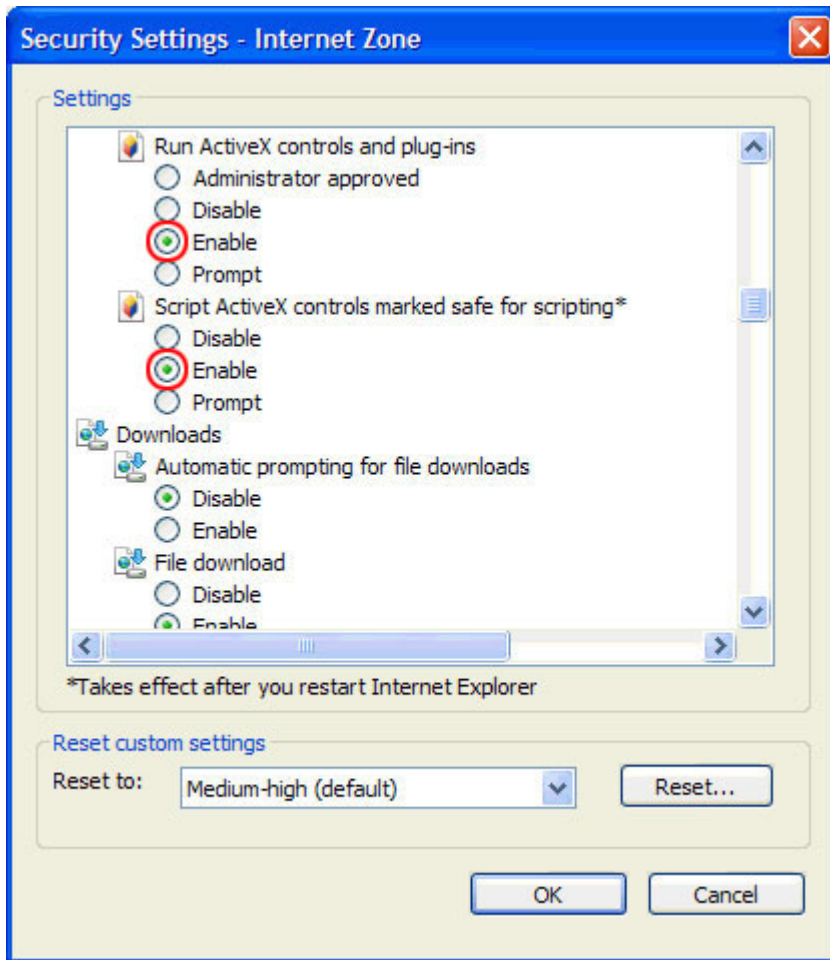 Security Settings - Internet Zone
Settings
Run ActiveX controls and plug-ins
Administrator approved
Disable
Enable
Prompt
Script ActiveX controls marked safe for scripting*
Disable
Enable
Prompt
Downloads
Automatic prompting for file downloads
Disable
Enable
File download
Disable
Enable
*Takes effect after you restart Internet Explorer
Reset custom settings
Reset to: Medium-high (default) Reset...
OK Cancel